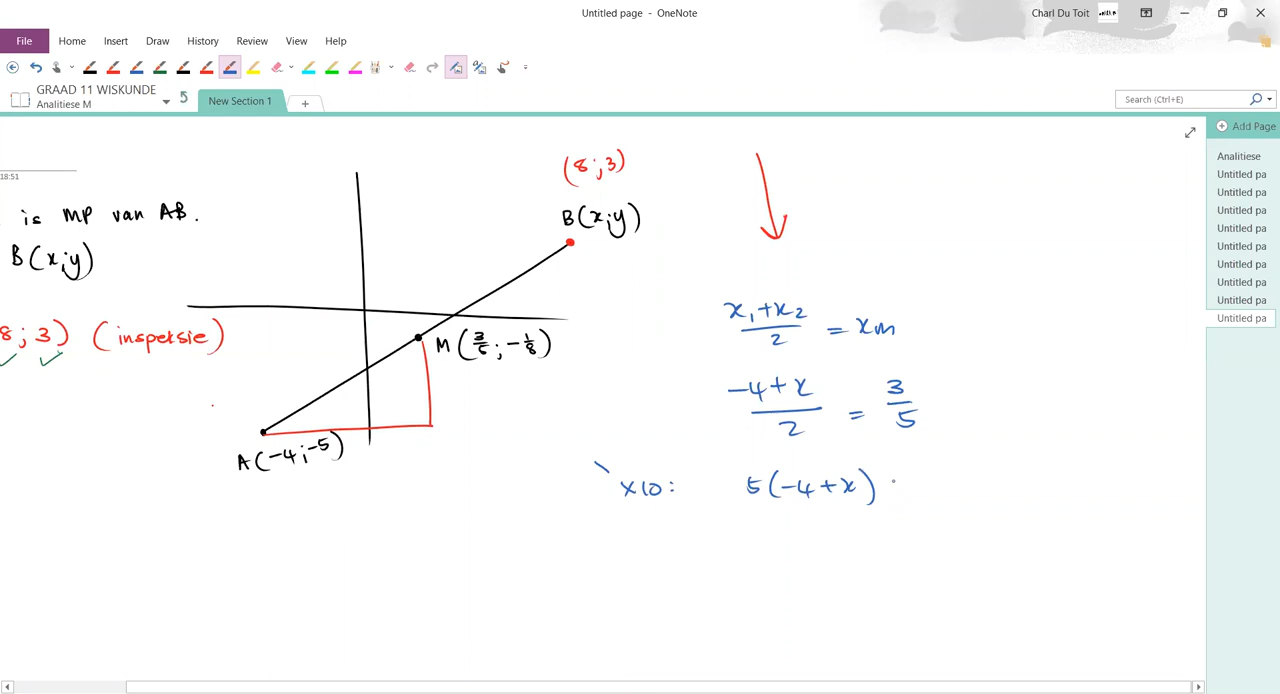 Untitled page - OneNote
Charl Du Toit
File Home Insert Draw History Review View Help
GRAAD 11 WISKUNDE
Analitiese M
New Section 1
+
Search (Ctrl+E)
Add Page
Analitiese
Untitled pa
Untitled pa
Untitled pa
Untitled pa
Untitled pa
Untitled pa
Untitled pa
Untitled pa
Untitled pa
18:51
is MP van AB.
B(x;y)
8;3) (inspeksie)
(8;3)
B(x;y)
M(3/5;-1/8)
A(-4;-5)
x₁+x₂/2 = xm
-4+x/2 = 3/5
×10: 5(-4+x)